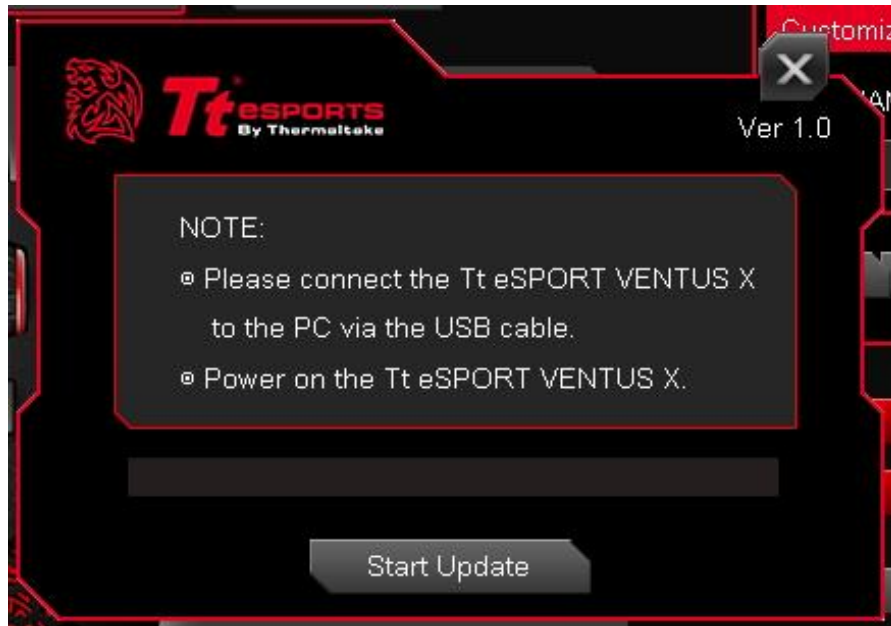 Customiz
Tt eSPORTS
By Thermaltake
Ver 1.0
NOTE:
Please connect the Tt eSPORT VENTUS X
to the PC via the USB cable.
Power on the Tt eSPORT VENTUS X.
Start Update